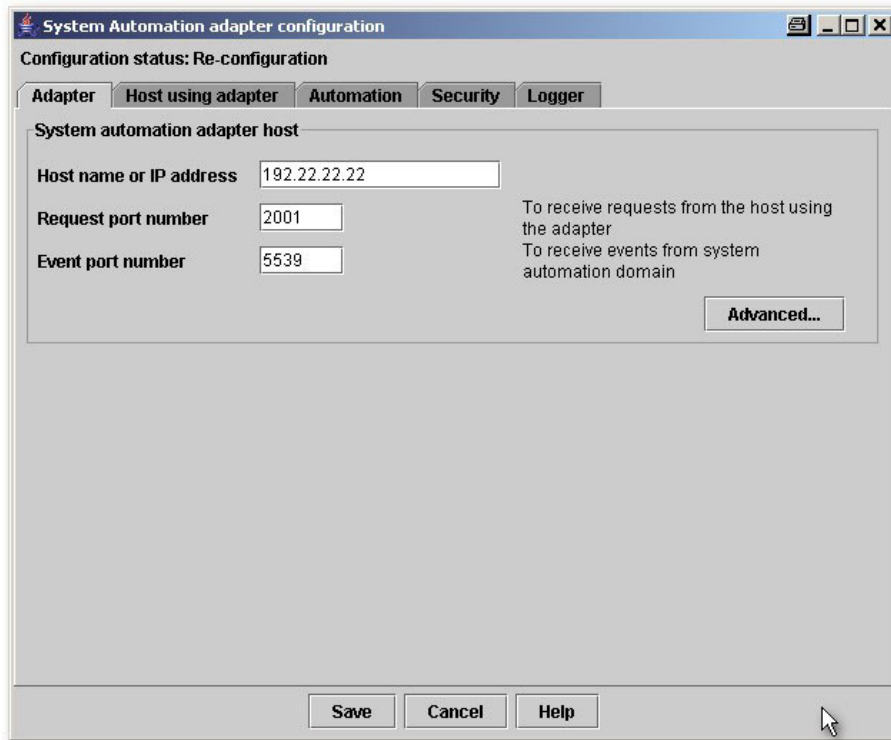 System Automation adapter configuration
Configuration status: Re-configuration
Adapter Host using adapter Automation Security Logger
System automation adapter host
Host name or IP address 192.22.22.22
Request port number 2001 To receive requests from the host using
the adapter
Event port number 5539 To receive events from system
automation domain
Advanced...
Save Cancel Help